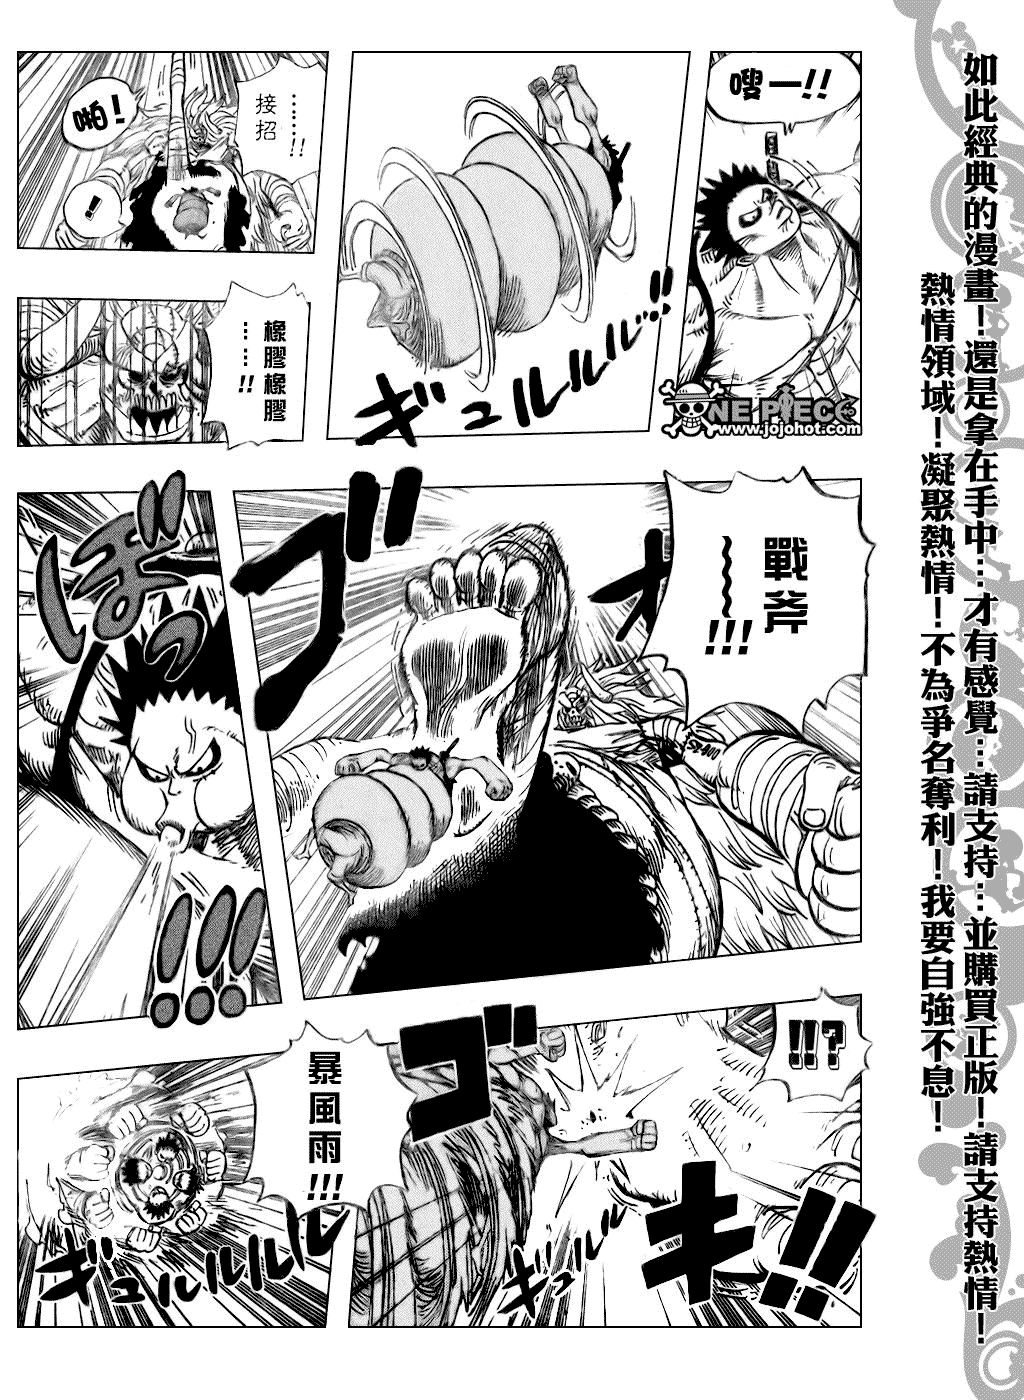 如此經典的漫畫！還是拿在手中…才有感覺…請支持…並購買正版！請支持熱情！
熱情領域！凝聚熱情！不為爭名奪利！我要自強不息！
嗖一!!
ONE PIECE
www.jojohot.com
ギュルルル!!
……!!
接招
啪！
！
橡膠橡膠
……!!
戰斧
~~!!!
ゴオ
ぼっ
!!!
!!?
ゴキ!!
ギュルル
暴風雨!!!
ギュルルルル